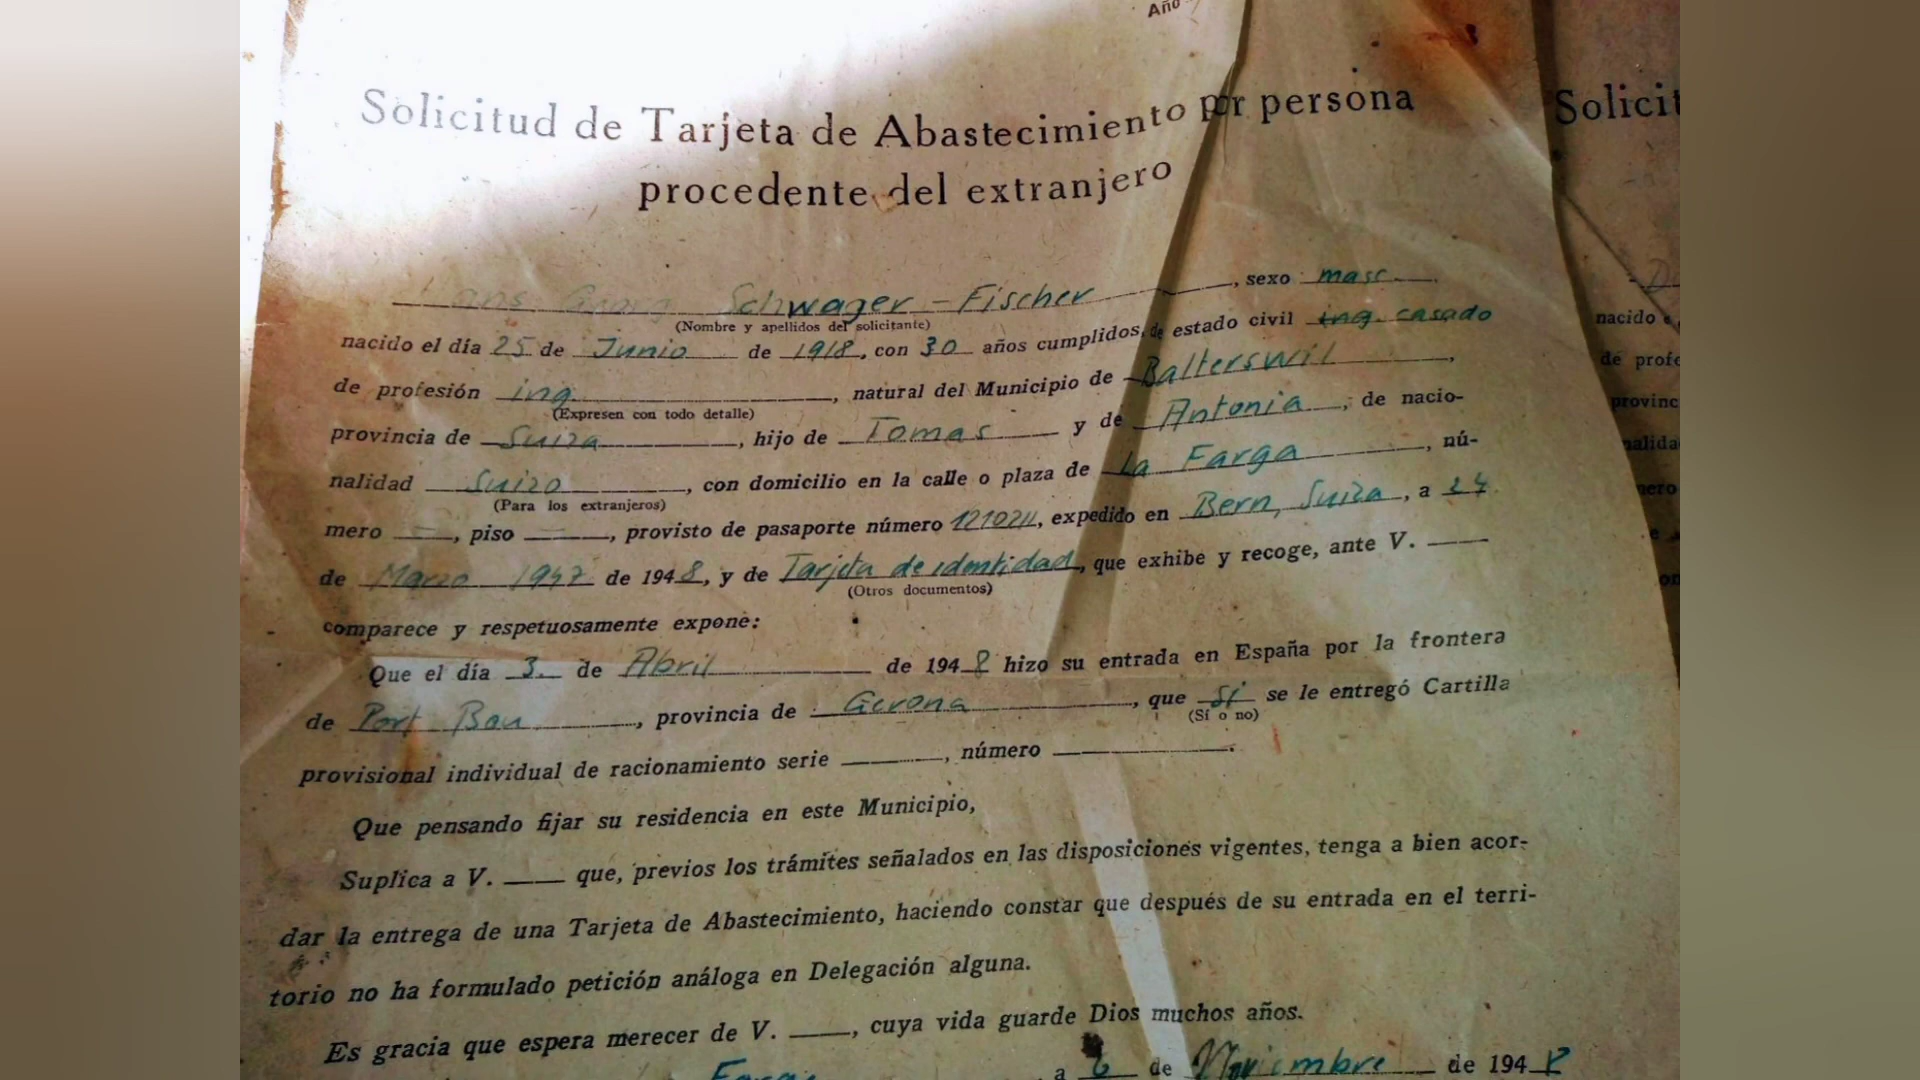 Año
Solicitud de Tarjeta de Abastecimiento por persona
procedente del extranjero
Hans Georg Schwager - Fischer, sexo masc.
(Nombre y apellidos del solicitante)
nacido el día 25 de Junio de 1918, con 30 años cumplidos, de estado civil ing. casado
de profesión ing., natural del Municipio de Balterswil,
(Expresen con todo detalle)
provincia de Suiza, hijo de Tomas y de Antonia, de nacio-
nalidad Suizo, con domicilio en la calle o plaza de La Farga, nú-
(Para los extranjeros)
mero —, piso —, provisto de pasaporte número, expedido en Bern, Suiza, a 24
de Marzo 1947 de 1948, y de Tarjeta de identidad, que exhibe y recoge, ante V.
(Otros documentos)
comparece y respetuosamente expone:
Que el día 3. de Abril de 1948 hizo su entrada en España por la frontera
de Port Bou, provincia de Gerona, que Sí se le entregó Cartilla
(Sí o no)
provisional individual de racionamiento serie , número .
Que pensando fijar su residencia en este Municipio,
Suplica a V. que, previos los trámites señalados en las disposiciones vigentes, tenga a bien acor-
dar la entrega de una Tarjeta de Abastecimiento, haciendo constar que después de su entrada en el terri-
torio no ha formulado petición análoga en Delegación alguna.
Es gracia que espera merecer de V. , cuya vida guarde Dios muchos años.
a 6 de Noviembre de 1948
Solicit
nacido e
de profe
provinc
nalida
mero